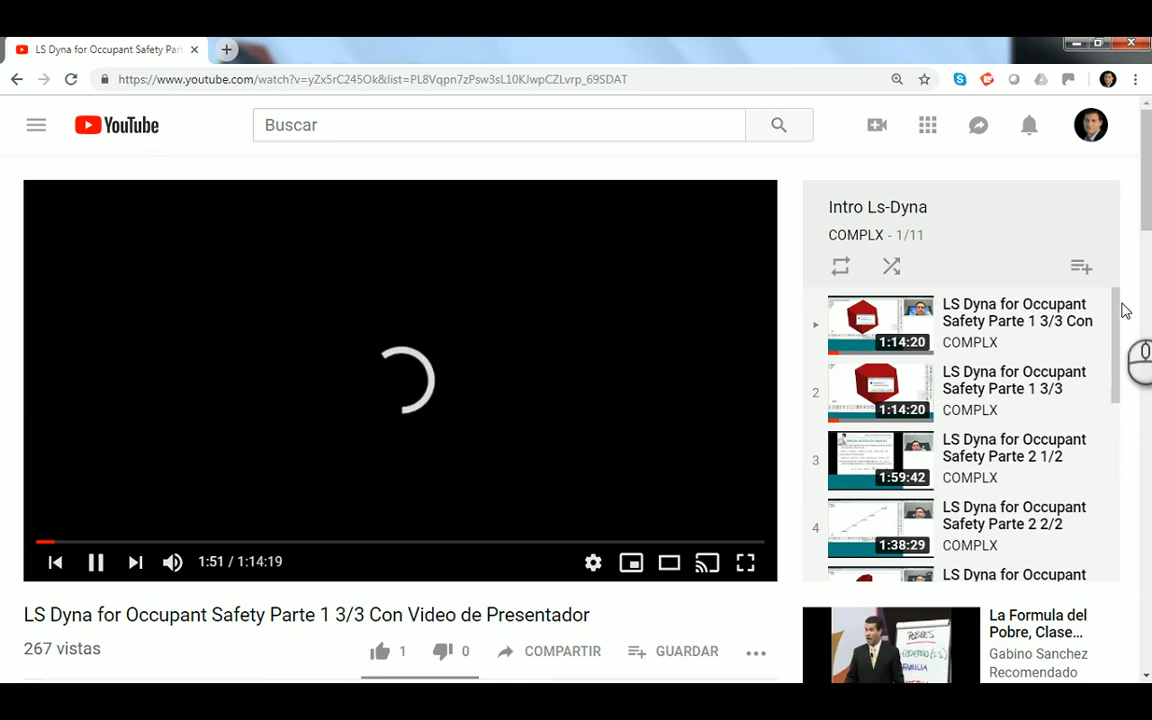 LS Dyna for Occupant Safety Par
https://www.youtube.com/watch?v=yZx5rC245Ok&list=PL8Vqpn7zPsw3sL10KJwpCZLvrp_69SDAT
YouTube
Buscar
Intro Ls-Dyna
COMPLX - 1/11
LS Dyna for Occupant
Safety Parte 1 3/3 Con
1:14:20
COMPLX
2
LS Dyna for Occupant
Safety Parte 1 3/3
1:14:20
COMPLX
3
LS Dyna for Occupant
Safety Parte 2 1/2
1:59:42
COMPLX
4
LS Dyna for Occupant
Safety Parte 2 2/2
1:38:29
COMPLX
LS Dyna for Occupant
1:51 / 1:14:19
LS Dyna for Occupant Safety Parte 1 3/3 Con Video de Presentador
267 vistas
1
0
COMPARTIR
GUARDAR
POBRES
La Formula del
Pobre, Clase...
Gabino Sanchez
Recomendado